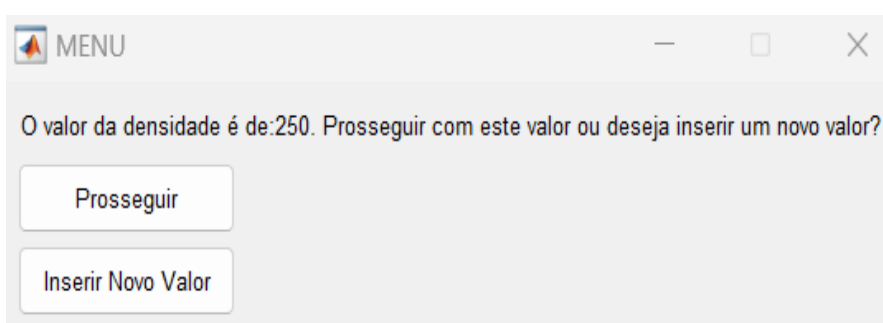 MENU
O valor da densidade é de:250. Prosseguir com este valor ou deseja inserir um novo valor?
Prosseguir
Inserir Novo Valor